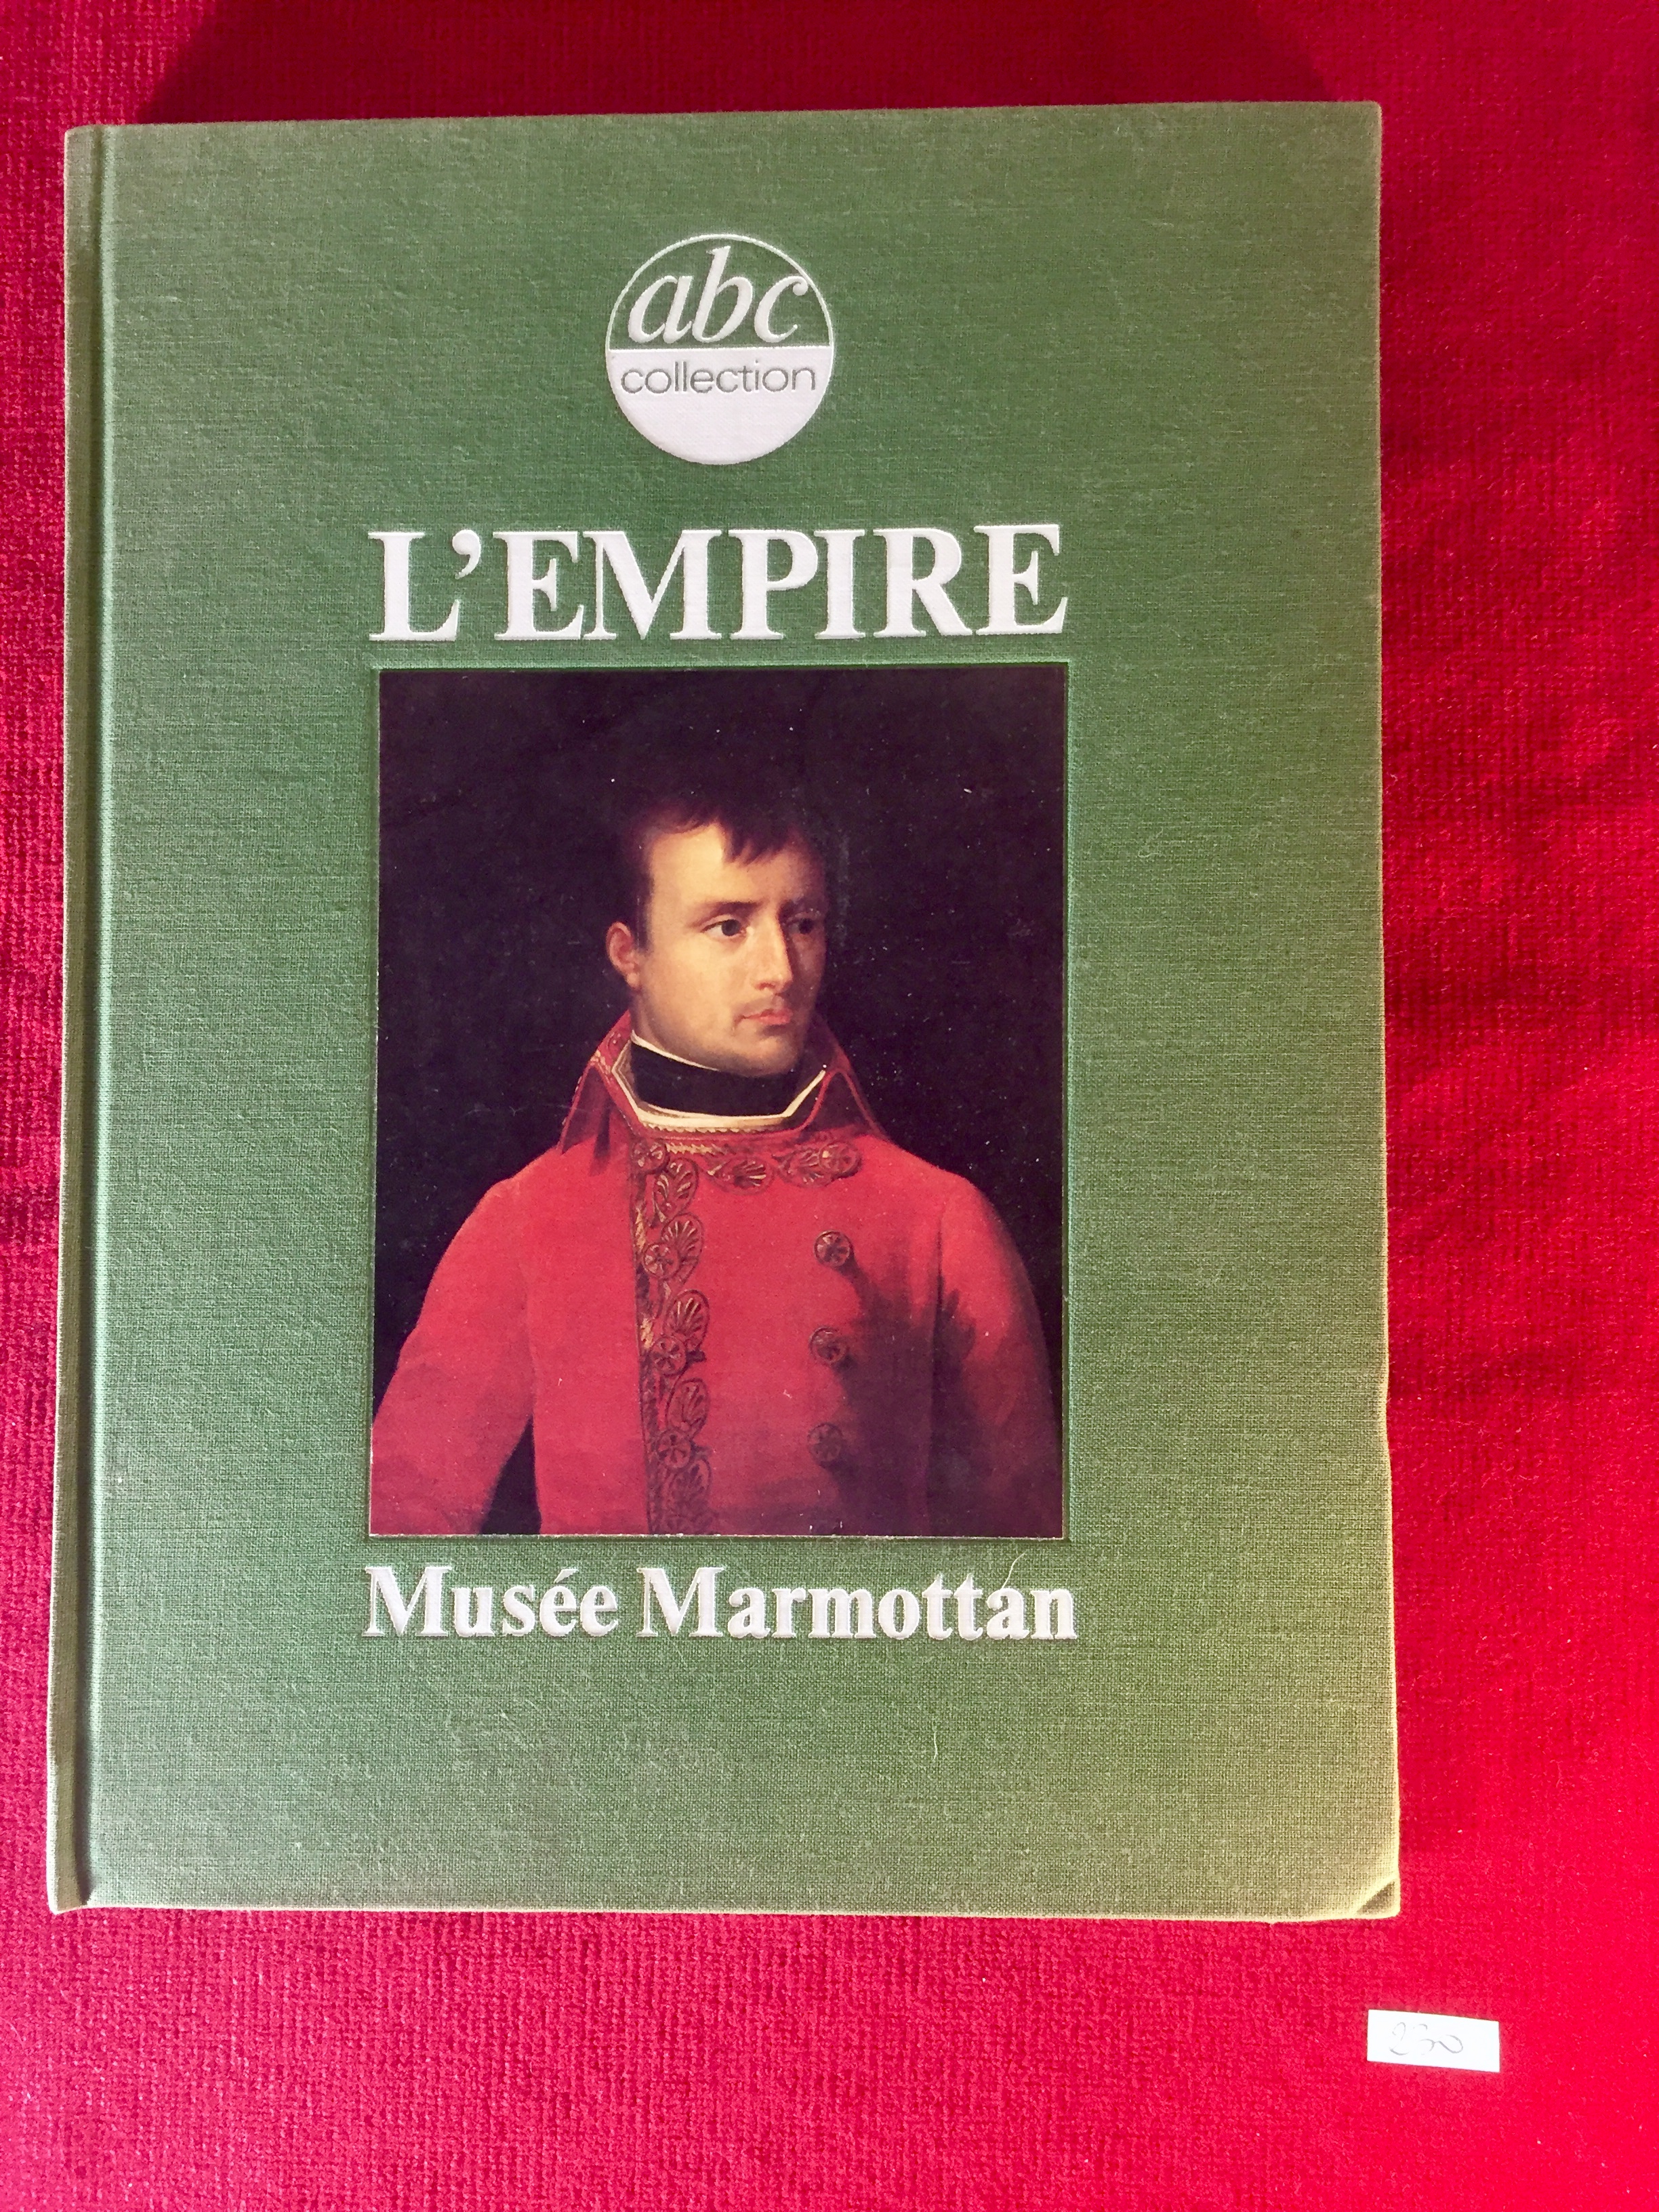 abc
collection
L'EMPIRE
Musée Marmottan